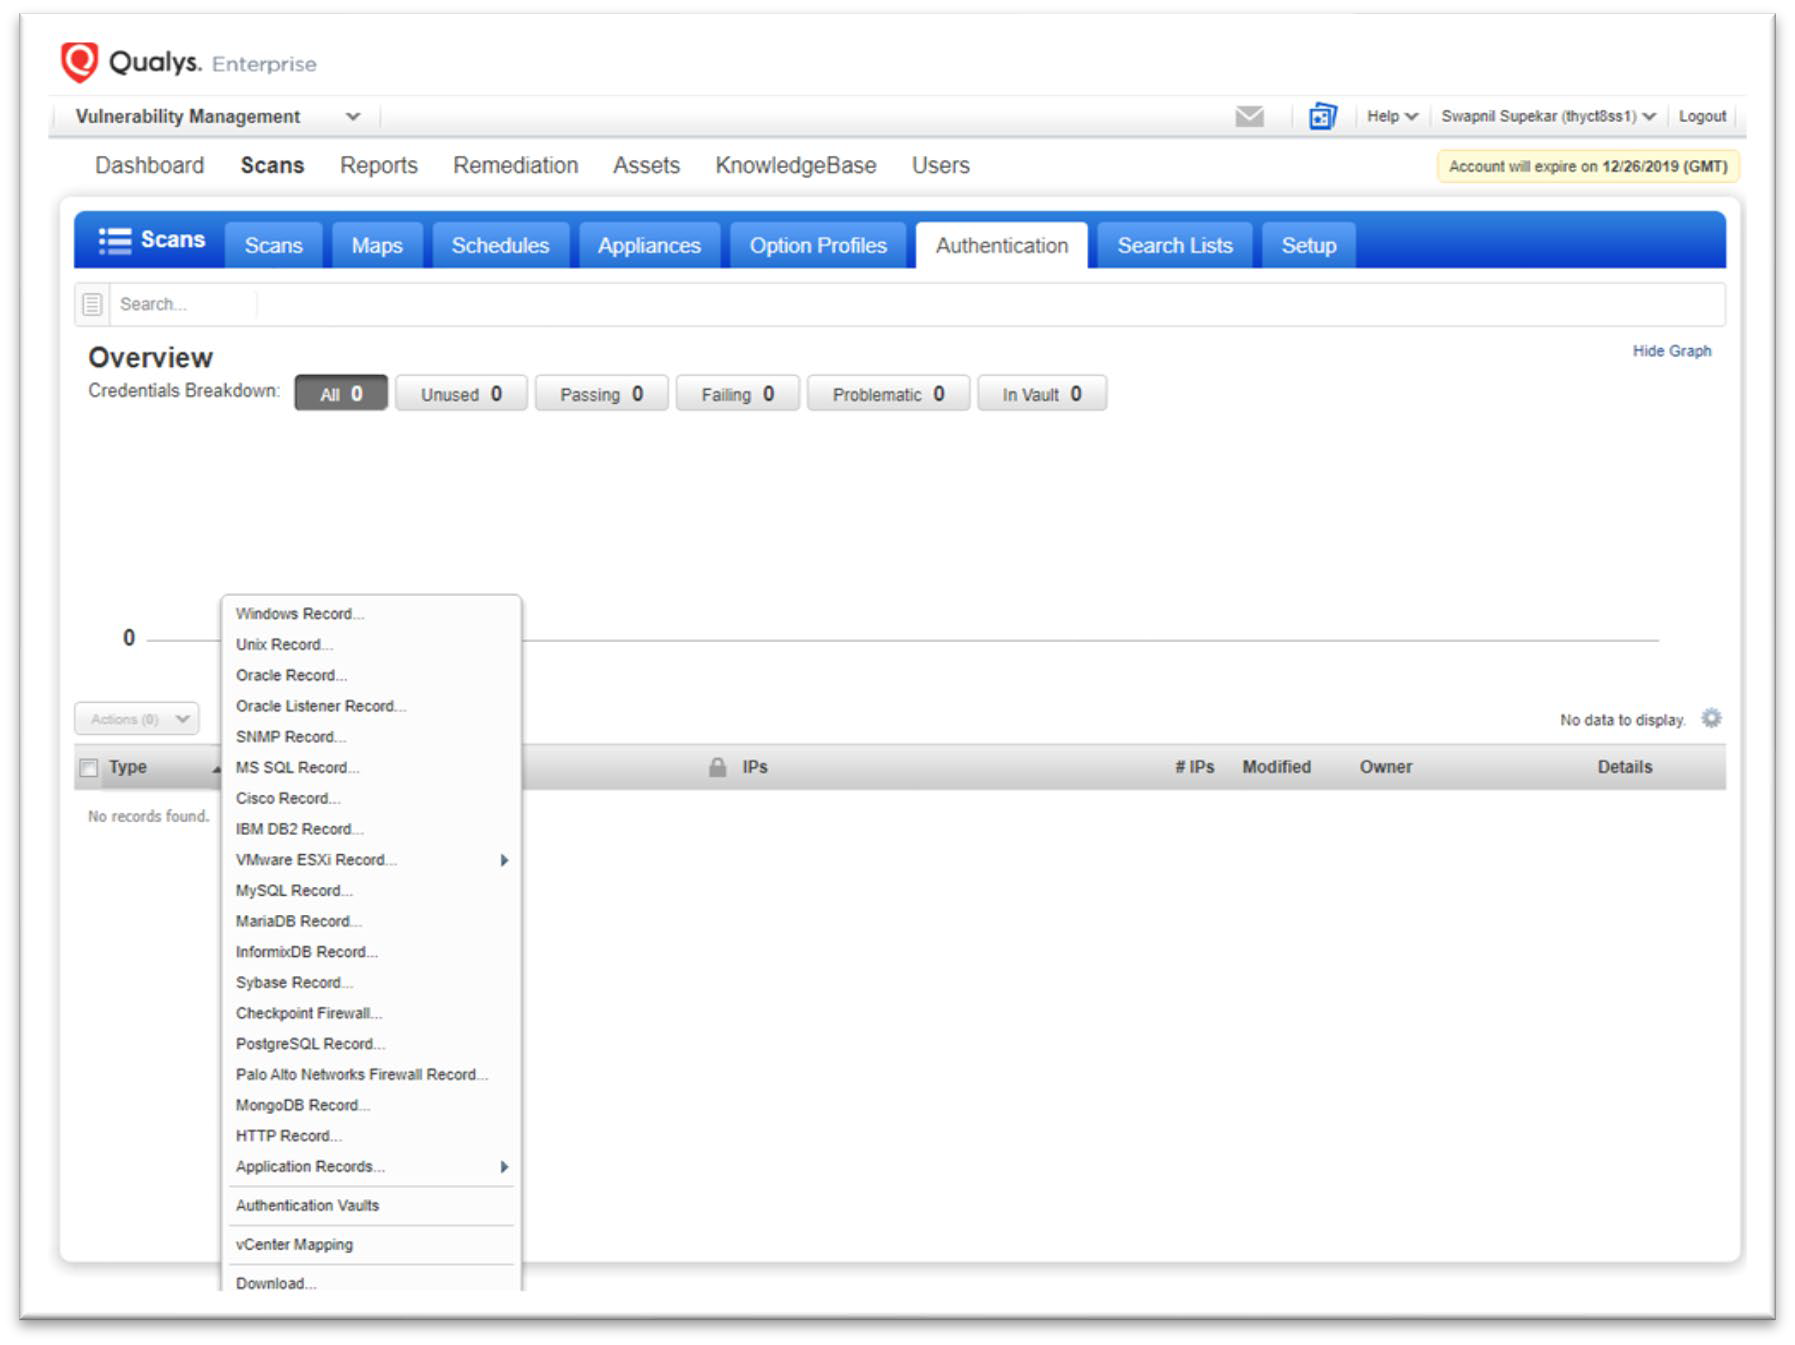 Qualys. Enterprise
Vulnerability Management
Help Swapnil Supekar (thyct8ss1) Logout
Dashboard Scans Reports Remediation Assets KnowledgeBase Users
Account will expire on 12/26/2019 (GMT)
Scans Scans Maps Schedules Appliances Option Profiles Authentication Search Lists Setup
Search...
Overview
Hide Graph
Credentials Breakdown: All 0 Unused 0 Passing 0 Failing 0 Problematic 0 In Vault 0
0
Actions (0)
No data to display.
Type IPs # IPs Modified Owner Details
No records found.
Windows Record...
Unix Record...
Oracle Record...
Oracle Listener Record...
SNMP Record...
MS SQL Record...
Cisco Record...
IBM DB2 Record...
VMware ESXi Record...
MySQL Record...
MariaDB Record...
InformixDB Record...
Sybase Record...
Checkpoint Firewall...
PostgreSQL Record...
Palo Alto Networks Firewall Record...
MongoDB Record...
HTTP Record...
Application Records...
Authentication Vaults
vCenter Mapping
Download...